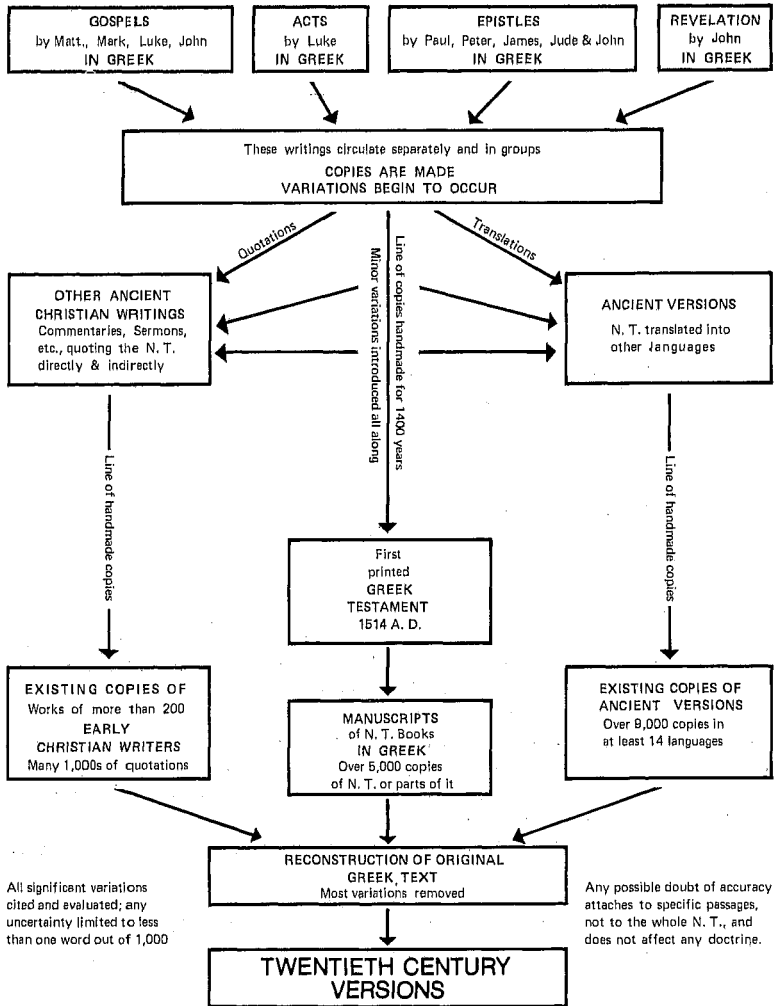 GOSPELS
by Matt., Mark, Luke, John
IN GREEK
ACTS
by Luke
IN GREEK
EPISTLES
by Paul, Peter, James, Jude & John
IN GREEK
REVELATION
by John
IN GREEK
These writings circulate separately and in groups
COPIES ARE MADE
VARIATIONS BEGIN TO OCCUR
Quotations
Line of copies handmade for 1400 years
Minor variations introduced all along
Translations
OTHER ANCIENT
CHRISTIAN WRITINGS
Commentaries, Sermons,
etc., quoting the N. T.
directly & indirectly
ANCIENT VERSIONS
N. T. translated into
other languages
Line of handmade copies
Line of handmade copies
First
printed
GREEK
TESTAMENT
1514 A. D.
EXISTING COPIES OF
Works of more than 200
EARLY
CHRISTIAN WRITERS
Many 1,000s of quotations
MANUSCRIPTS
of N. T. Books
IN GREEK
Over 5,000 copies
of N. T. or parts of it
EXISTING COPIES OF
ANCIENT VERSIONS
Over 9,000 copies in
at least 14 languages
RECONSTRUCTION OF ORIGINAL
GREEK TEXT
Most variations removed
All significant variations
cited and evaluated; any
uncertainty limited to less
than one word out of 1,000
Any possible doubt of accuracy
attaches to specific passages,
not to the whole N. T., and
does not affect any doctrine.
TWENTIETH CENTURY
VERSIONS